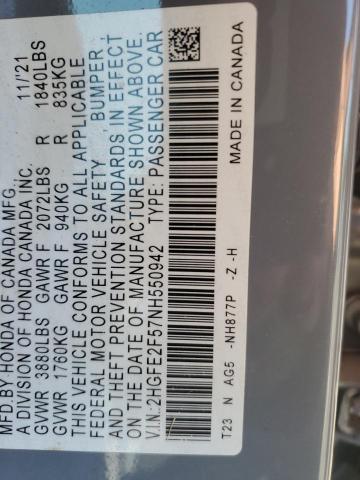 MFD.BY HONDA OF CANADA MFG.,
A DIVISION OF HONDA CANADA INC. 11/'21
GVWR 3880LBS GAWR F 2072LBS R 1840LBS
GVWR 1760KG GAWR F 940KG R 835KG
THIS VEHICLE CONFORMS TO ALL APPLICABLE
FEDERAL MOTOR VEHICLE SAFETY , BUMPER ,
AND THEFT PREVENTION STANDARDS IN EFFECT
ON THE DATE OF MANUFACTURE SHOWN ABOVE.
V.I.N.:2HGFE2F57NH550942 TYPE: PASSENGER CAR
T23 N AG5 -NH877P -Z -H MADE IN CANADA